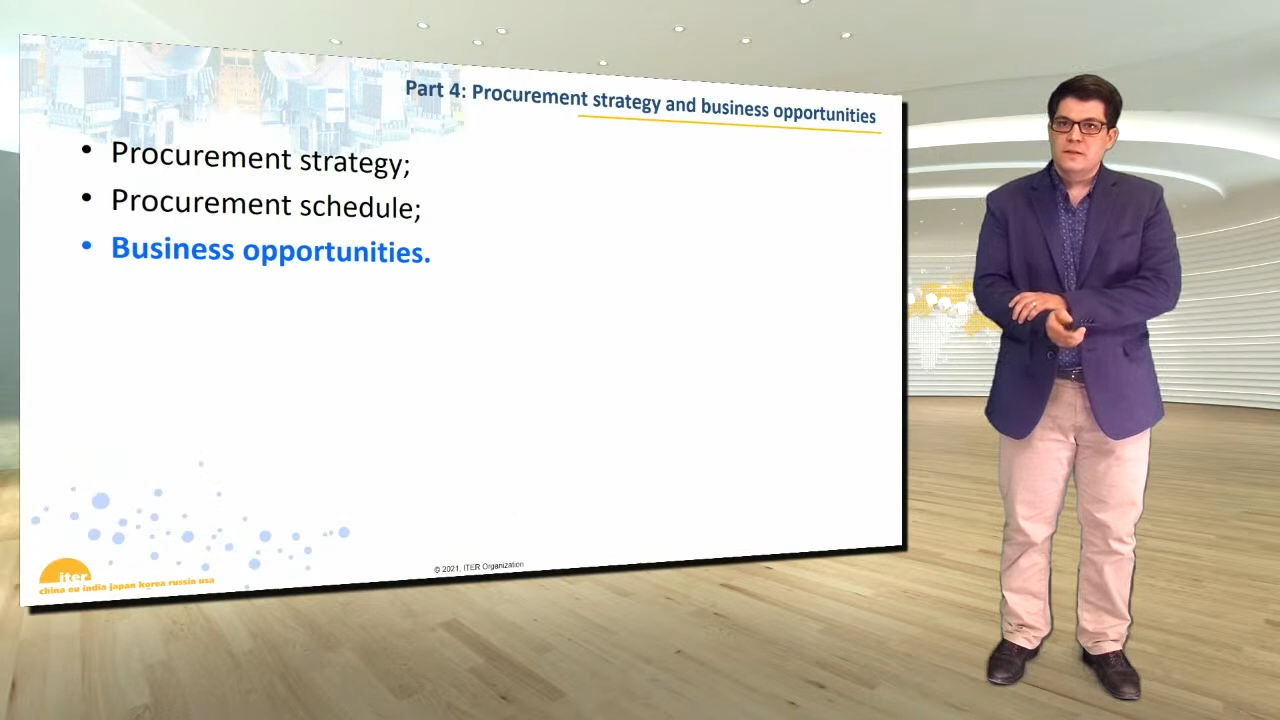 Part 4: Procurement strategy and business opportunities
• Procurement strategy;
• Procurement schedule;
• Business opportunities.
iter
china eu india japan korea russia usa
© 2021, ITER Organization